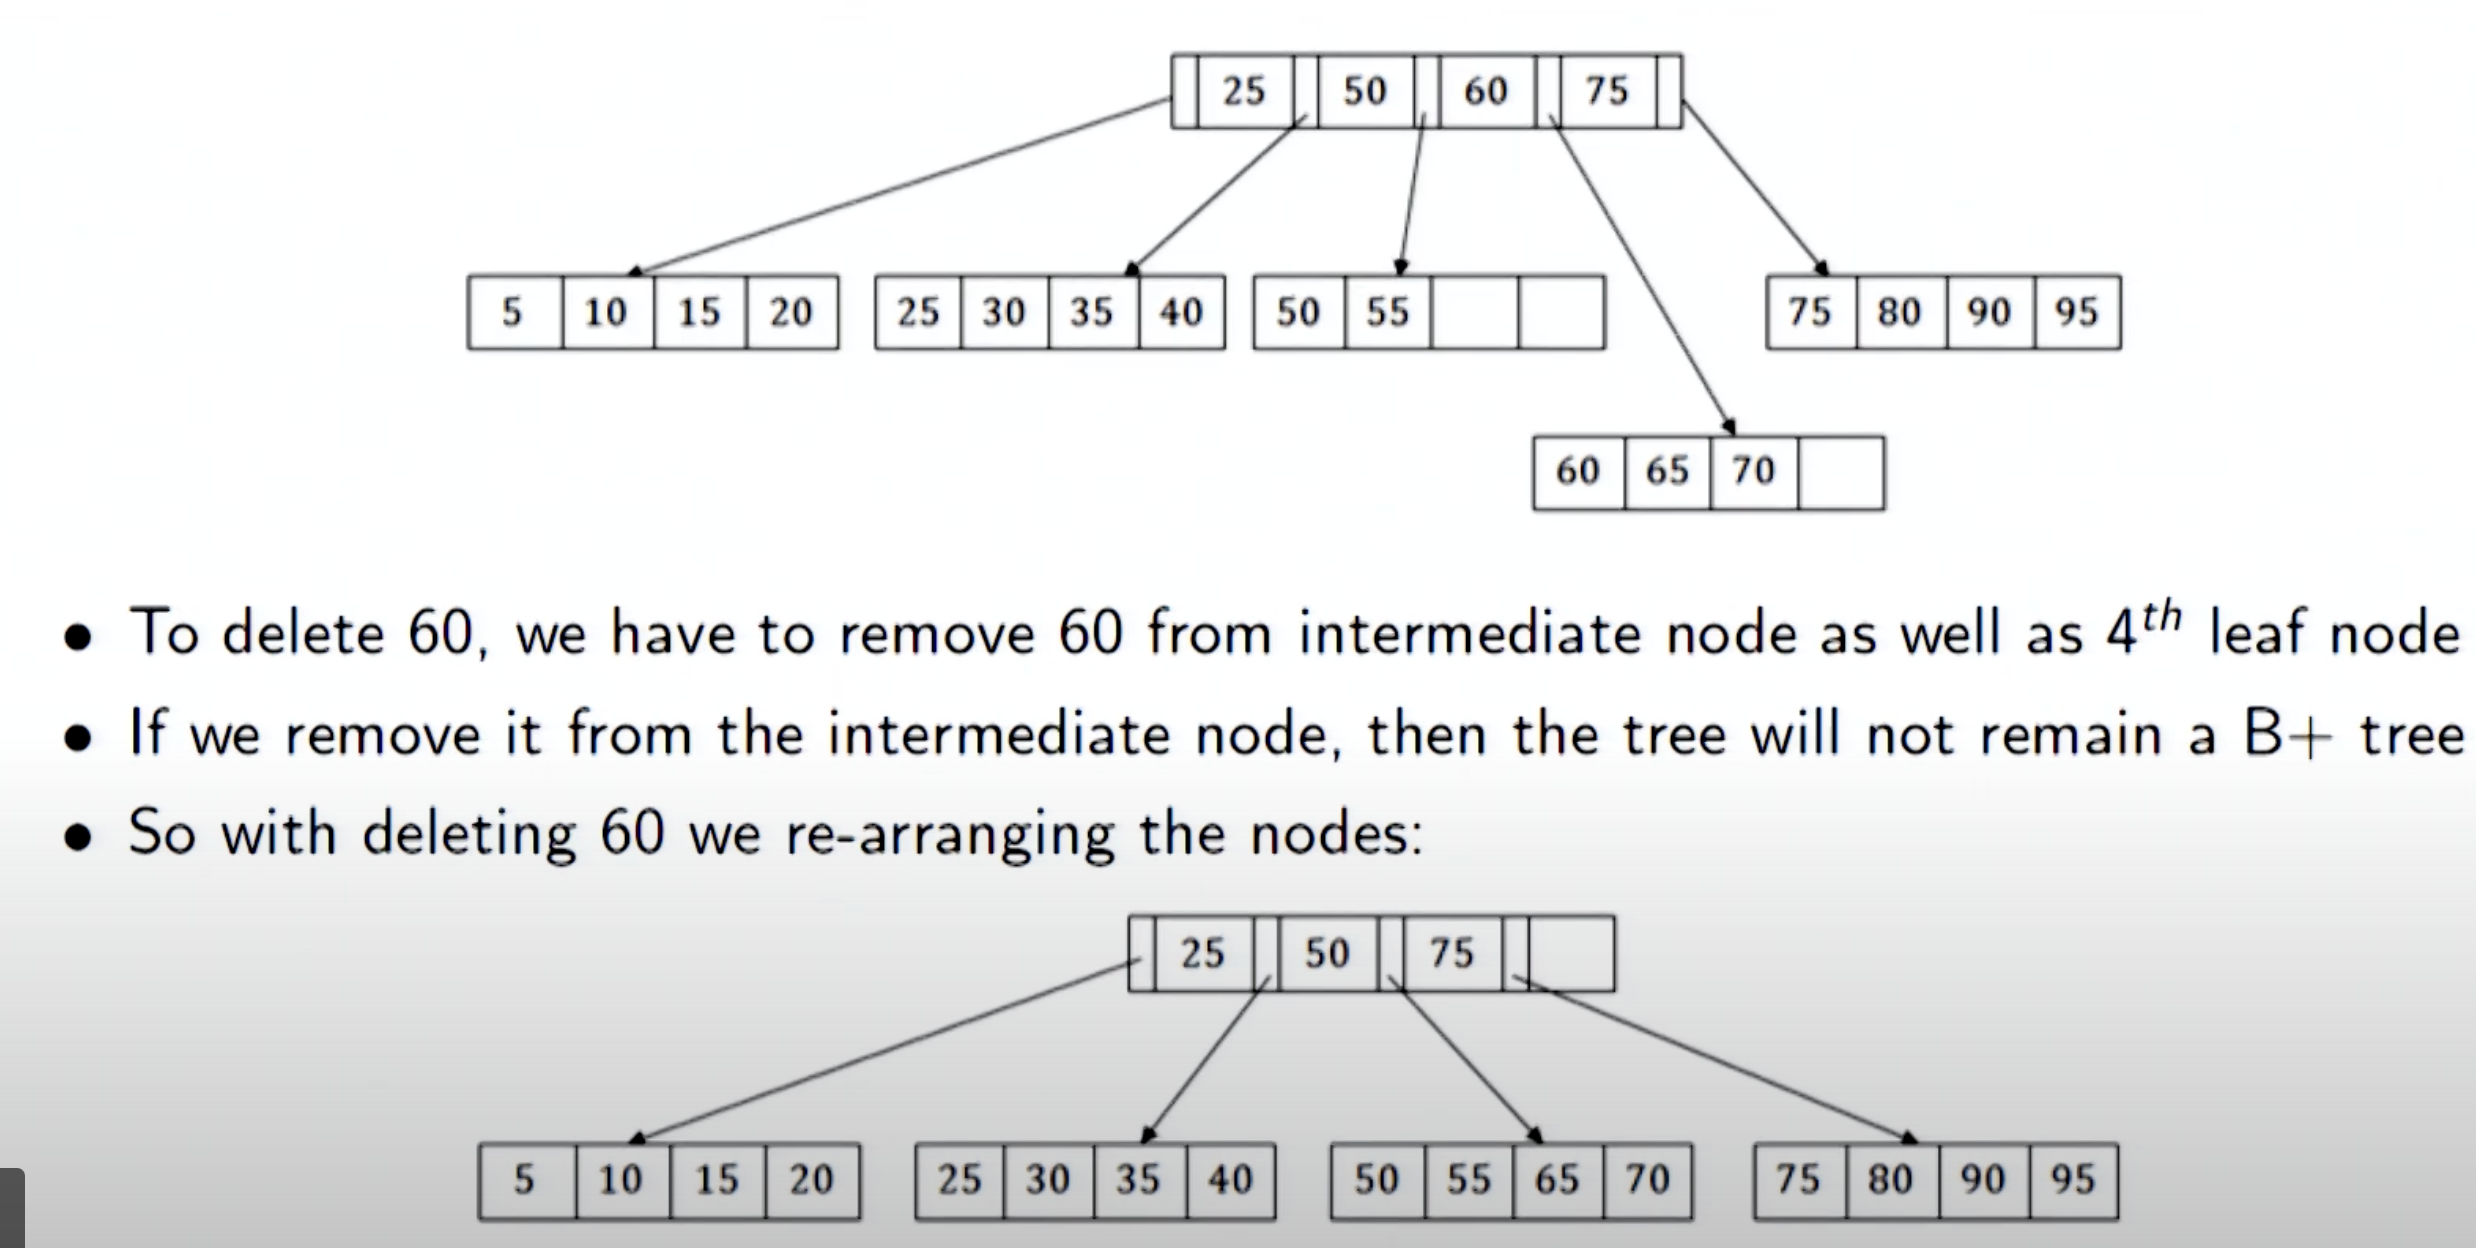 25 50 60 75
5 10 15 20 25 30 35 40 50 55 75 80 90 95
60 65 70
• To delete 60, we have to remove 60 from intermediate node as well as 4th leaf node
• If we remove it from the intermediate node, then the tree will not remain a B+ tree
• So with deleting 60 we re-arranging the nodes:
25 50 75
5 10 15 20 25 30 35 40 50 55 65 70 75 80 90 95